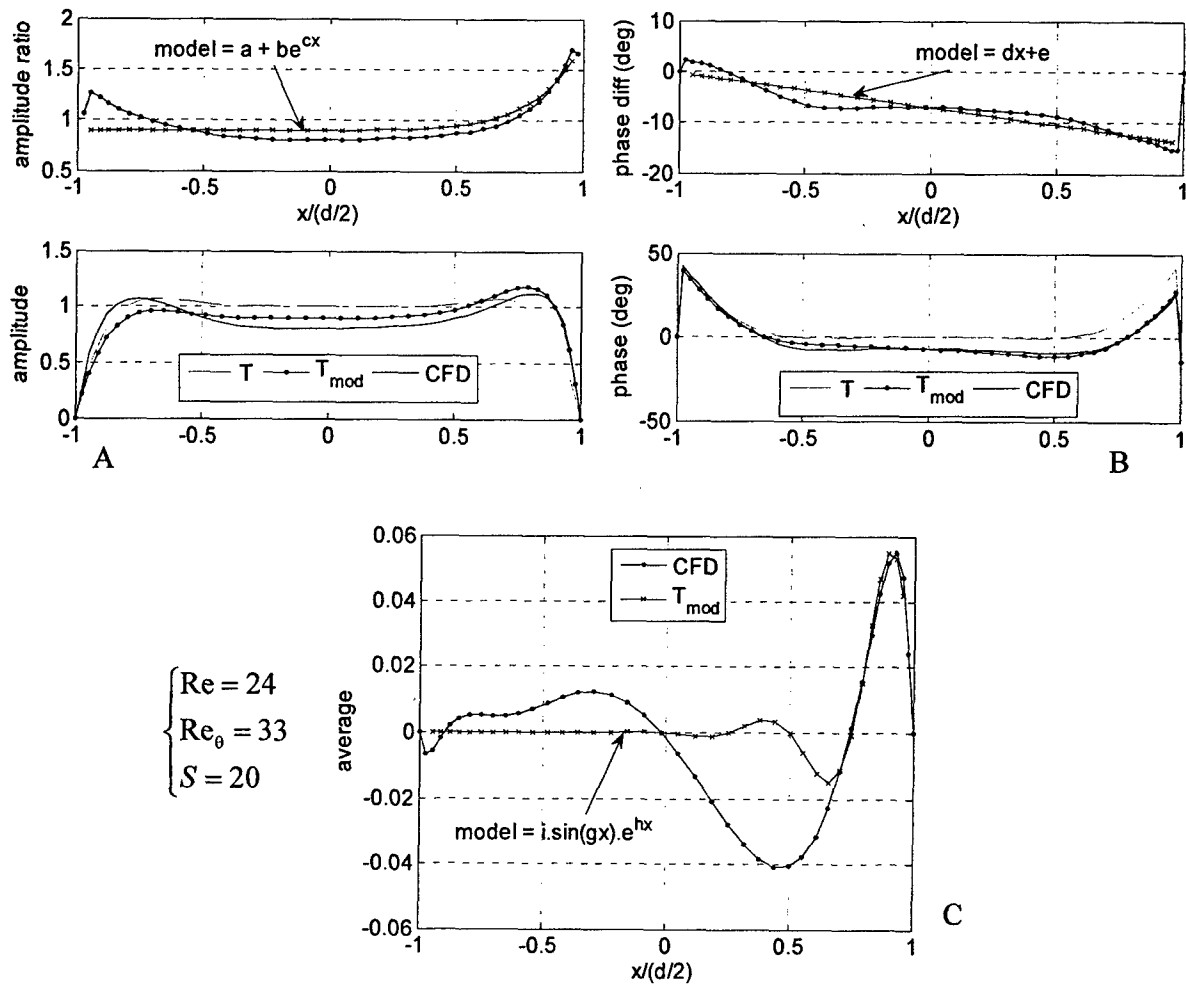 2
1.5
1
0.5
amplitude ratio
model = a + be^cx
-1 -0.5 0 0.5 1
x/(d/2)
10
0
-10
-20
phase diff (deg)
model = dx+e
-1 -0.5 0 0.5 1
x/(d/2)
1.5
1
0.5
0
amplitude
T T_mod CFD
-1 -0.5 0 0.5 1
A
50
0
-50
phase (deg)
T T_mod CFD
-1 -0.5 0 0.5 1
B
Re = 24
Re_θ = 33
S = 20
0.06
0.04
0.02
0
-0.02
-0.04
-0.06
average
CFD
T_mod
model = i.sin(gx).e^hx
-1 -0.5 0 0.5 1
x/(d/2)
C